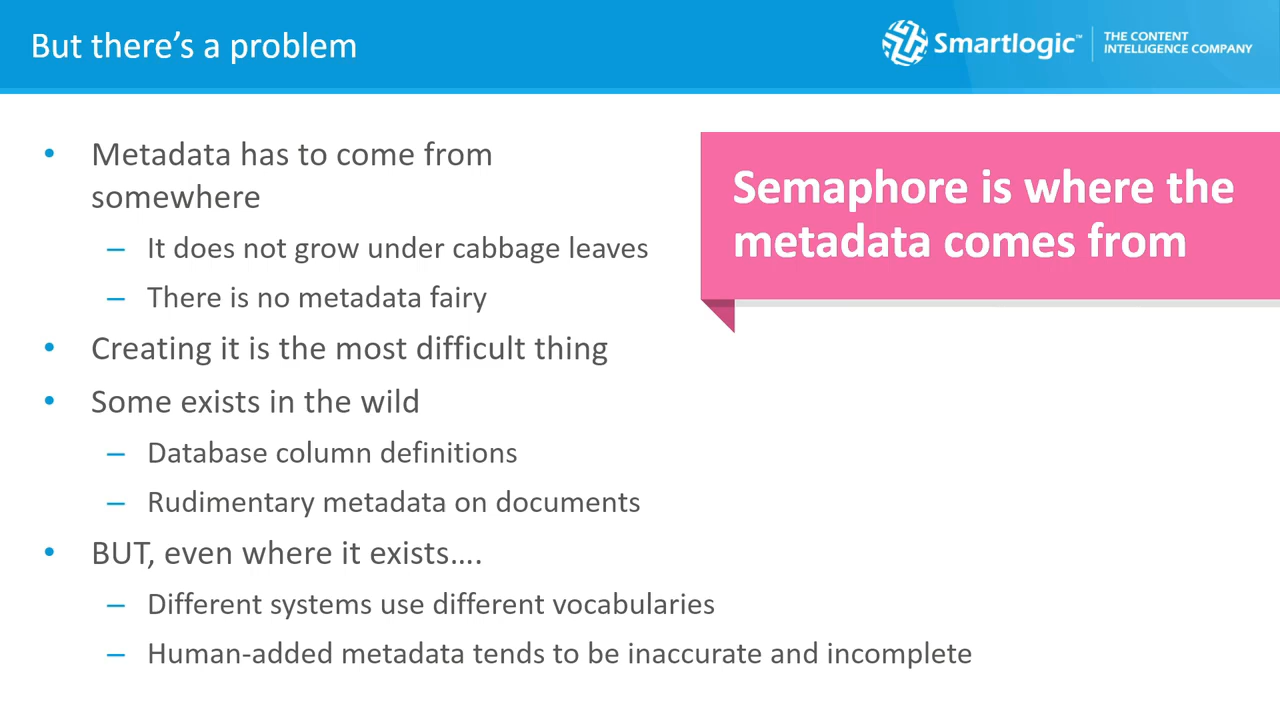 But there’s a problem
Smartlogic™
THE CONTENT
INTELLIGENCE COMPANY
• Metadata has to come from
somewhere
– It does not grow under cabbage leaves
– There is no metadata fairy
• Creating it is the most difficult thing
• Some exists in the wild
– Database column definitions
– Rudimentary metadata on documents
• BUT, even where it exists….
– Different systems use different vocabularies
– Human-added metadata tends to be inaccurate and incomplete
Semaphore is where the
metadata comes from